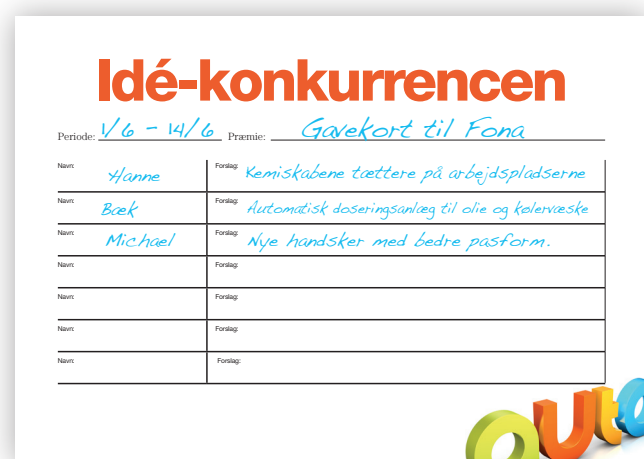 Idé-konkurrencen
Periode: 1/6 - 14/6 Præmie: Gavekort til Fona
Navn: Hanne Forslag: Kemiskabene tættere på arbejdspladserne
Navn: Bæk Forslag: Automatisk doseringsanlæg til olie og kølervæske
Navn: Michael Forslag: Nye handsker med bedre pasform.
Navn: Forslag:
Navn: Forslag:
Navn: Forslag:
Navn: Forslag:
auto